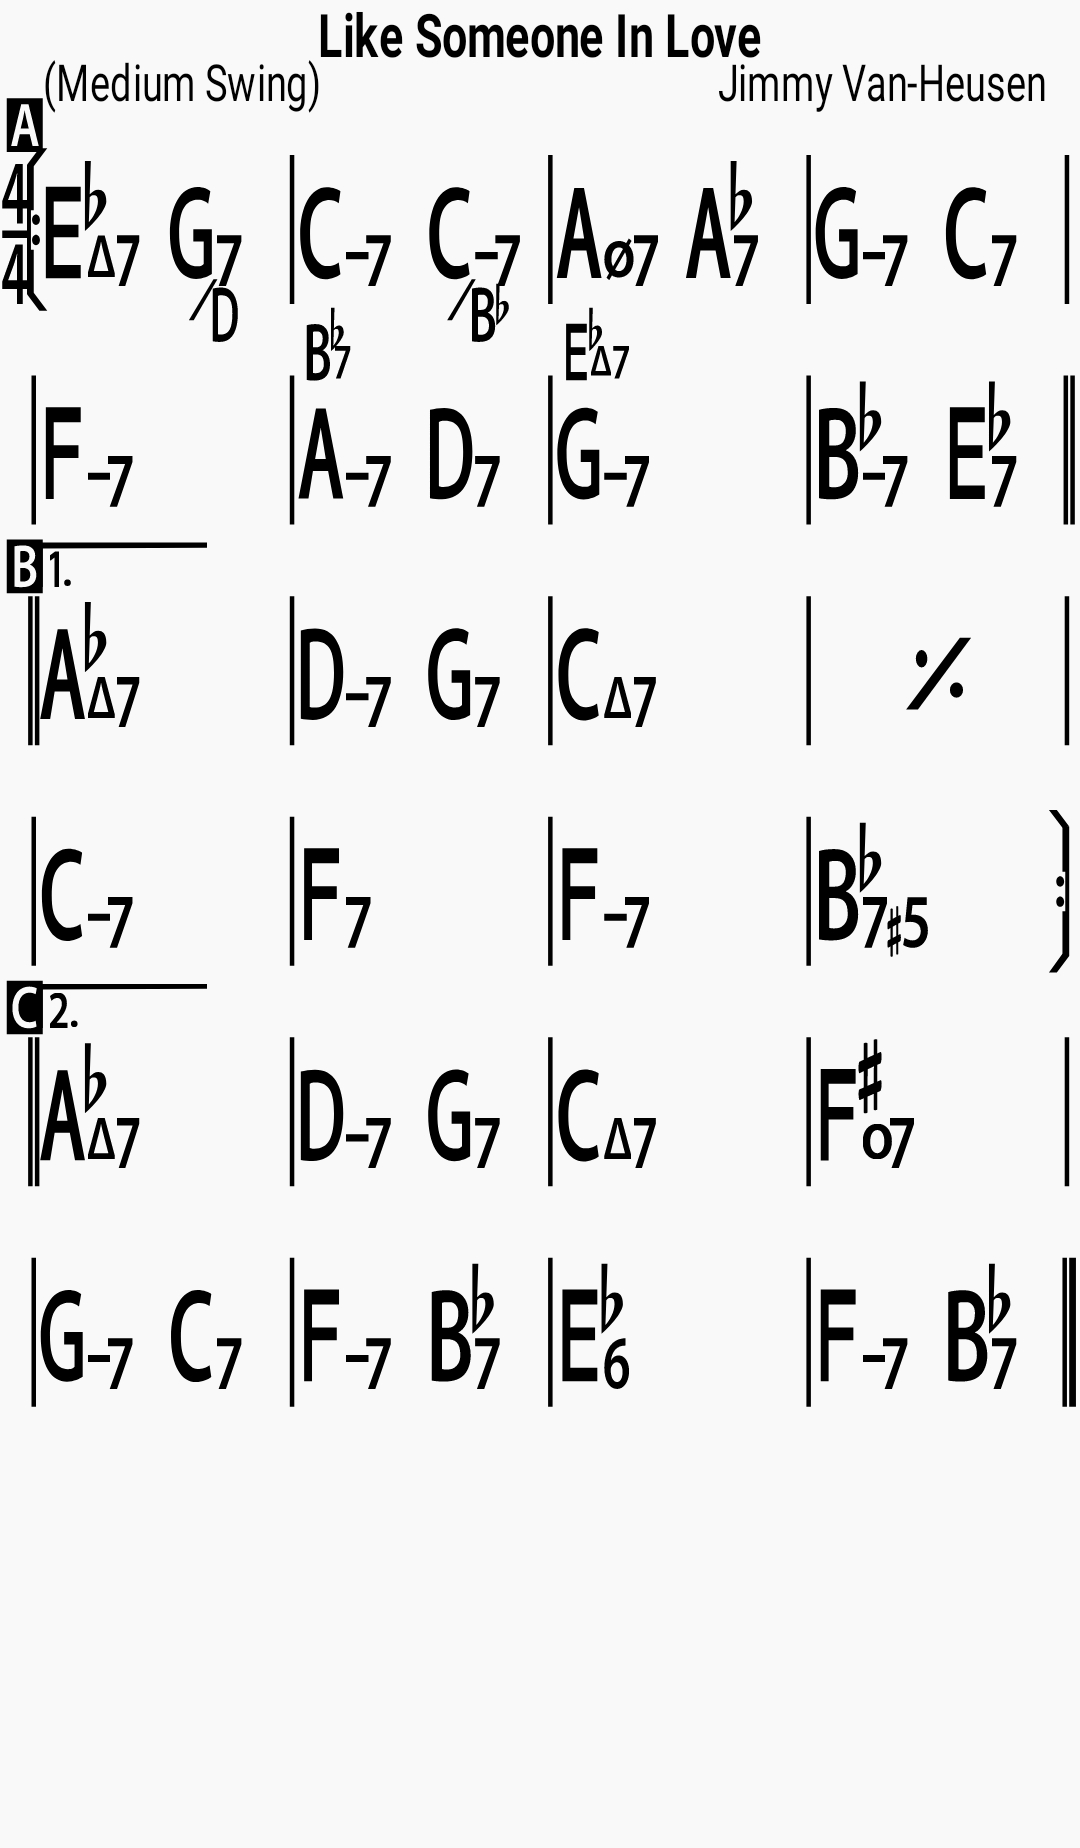 Like Someone In Love
(Medium Swing) Jimmy Van-Heusen
A
4/4 E♭Δ7 G7/D | C–7 C–7/B♭ | Aø7 A♭7 | G–7 C7 |
B♭7 E♭Δ7
| F–7 | A–7 D7 | G–7 | B♭–7 E♭7 ||
B 1.
|| A♭Δ7 | D–7 G7 | CΔ7 | 𝄎 |
| C–7 | F7 | F–7 | B♭7♯5 :|
C 2.
|| A♭Δ7 | D–7 G7 | CΔ7 | F♯o7 |
| G–7 C7 | F–7 B♭7 | E♭6 | F–7 B♭7 ||